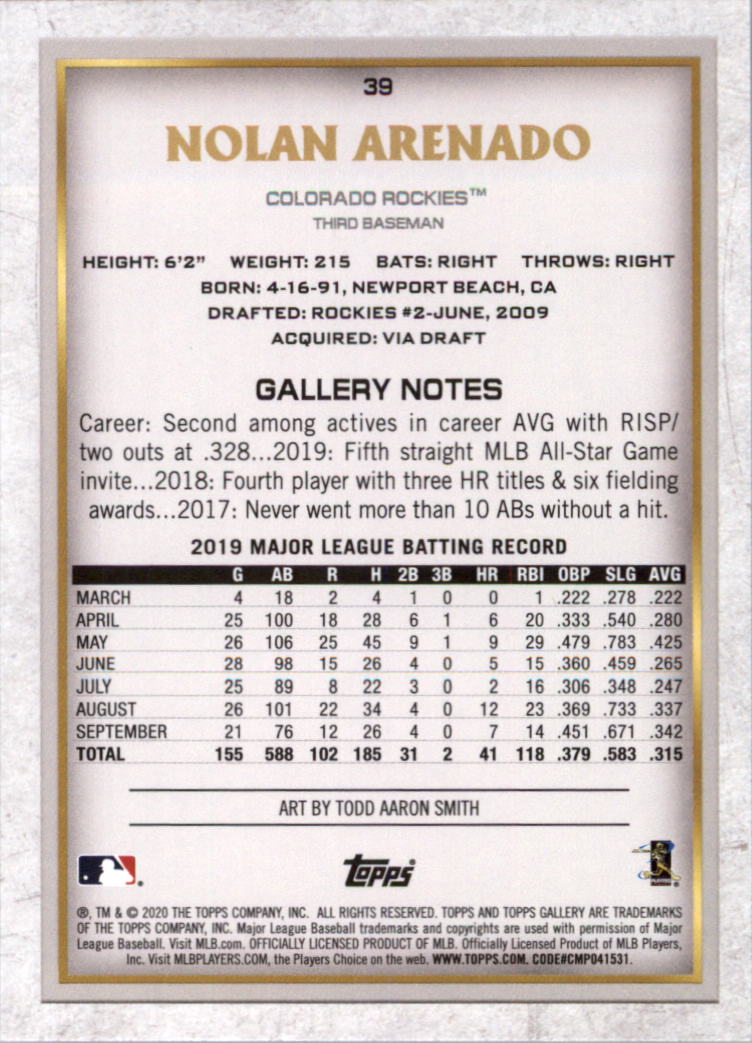 39
NOLAN ARENADO
COLORADO ROCKIES™
THIRD BASEMAN
HEIGHT: 6'2" WEIGHT: 215 BATS: RIGHT THROWS: RIGHT
BORN: 4-16-91, NEWPORT BEACH, CA
DRAFTED: ROCKIES #2-JUNE, 2009
ACQUIRED: VIA DRAFT
GALLERY NOTES
Career: Second among actives in career AVG with RISP/
two outs at .328...2019: Fifth straight MLB All-Star Game
invite...2018: Fourth player with three HR titles & six fielding
awards...2017: Never went more than 10 ABs without a hit.
2019 MAJOR LEAGUE BATTING RECORD
G AB R H 2B 3B HR RBI OBP SLG AVG
MARCH 4 18 2 4 1 0 0 1 .222 .278 .222
APRIL 25 100 18 28 6 1 6 20 .333 .540 .280
MAY 26 106 25 45 9 1 9 29 .479 .783 .425
JUNE 28 98 15 26 4 0 5 15 .360 .459 .265
JULY 25 89 8 22 3 0 2 16 .306 .348 .247
AUGUST 26 101 22 34 4 0 12 23 .369 .733 .337
SEPTEMBER 21 76 12 26 4 0 7 14 .451 .671 .342
TOTAL 155 588 102 185 31 2 41 118 .379 .583 .315
ART BY TODD AARON SMITH
topps
®, TM & © 2020 THE TOPPS COMPANY, INC. ALL RIGHTS RESERVED. TOPPS AND TOPPS GALLERY ARE TRADEMARKS
OF THE TOPPS COMPANY, INC. Major League Baseball trademarks and copyrights are used with permission of Major
League Baseball. Visit MLB.com. OFFICIALLY LICENSED PRODUCT OF MLB. Officially Licensed Product of MLB Players,
Inc. Visit MLBPLAYERS.COM, the Players Choice on the web. WWW.TOPPS.COM. CODE#CMP041531.